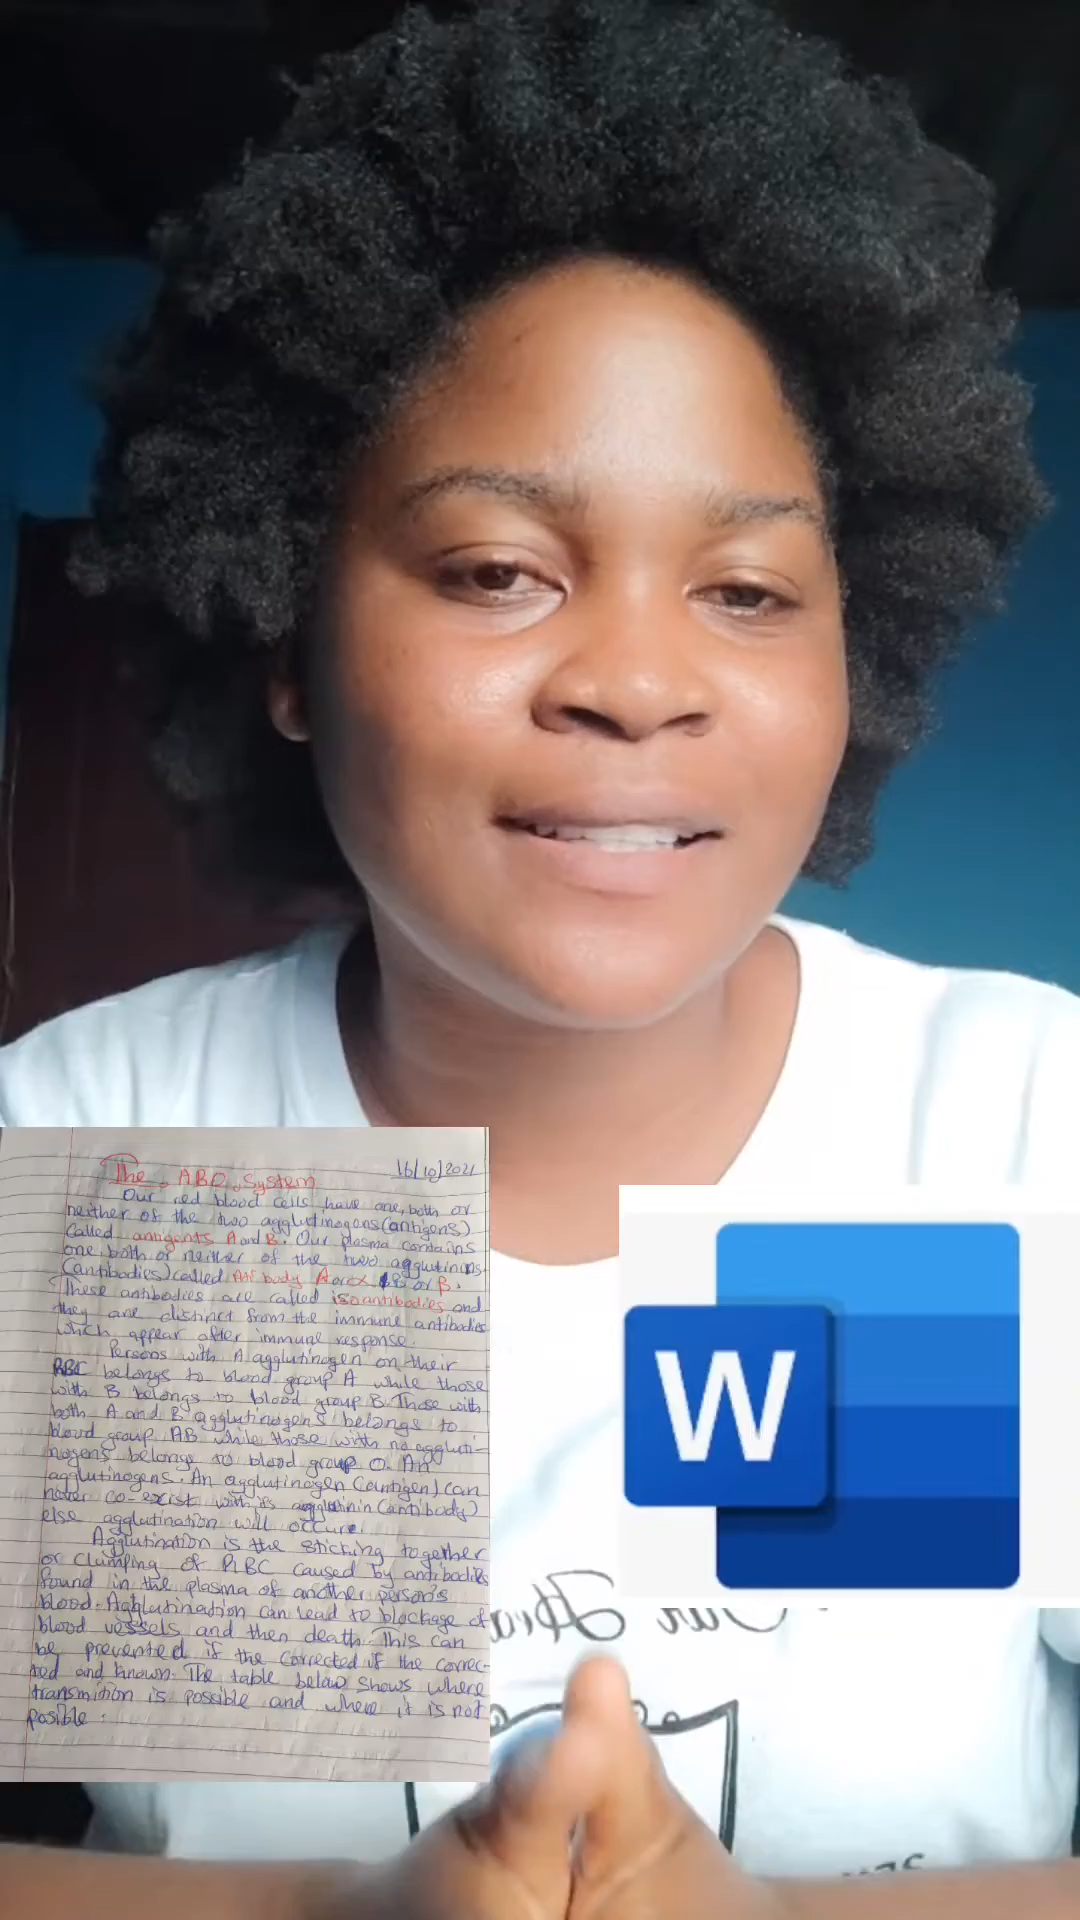 16/10/2021
The ABO System
Our red blood cells have one, both or
neither of the two agglutinogens (antigens)
called antigents A and B. Our plasma contains
one, both or neither of the two agglutinins
(antibodies) called Anti body A or α, B or β.
These antibodies are called isoantibodies and
they are distinct from the immune antibodies
which appear after immune response.
Persons with A agglutinogen on their
RBC belongs to blood group A while those
with B belongs to blood group B. Those with
both A and B agglutinogens belongs to
blood group AB while those with no aggluti-
nogens belongs to blood group O. An
agglutinogens. An agglutinogen (antigen) can
never co-exist with its agglutinin (antibody)
else agglutination will occure.
Agglutination is the sticking together
or clumping of RBC caused by antibodies
found in the plasma of another person's
blood. Agglutination can lead to blockage of
blood vessels and then death. This can
be prevented if the corrected if the correc-
ted and known. The table below shows where
transmition is possible and where it is not
posible.
W
Our